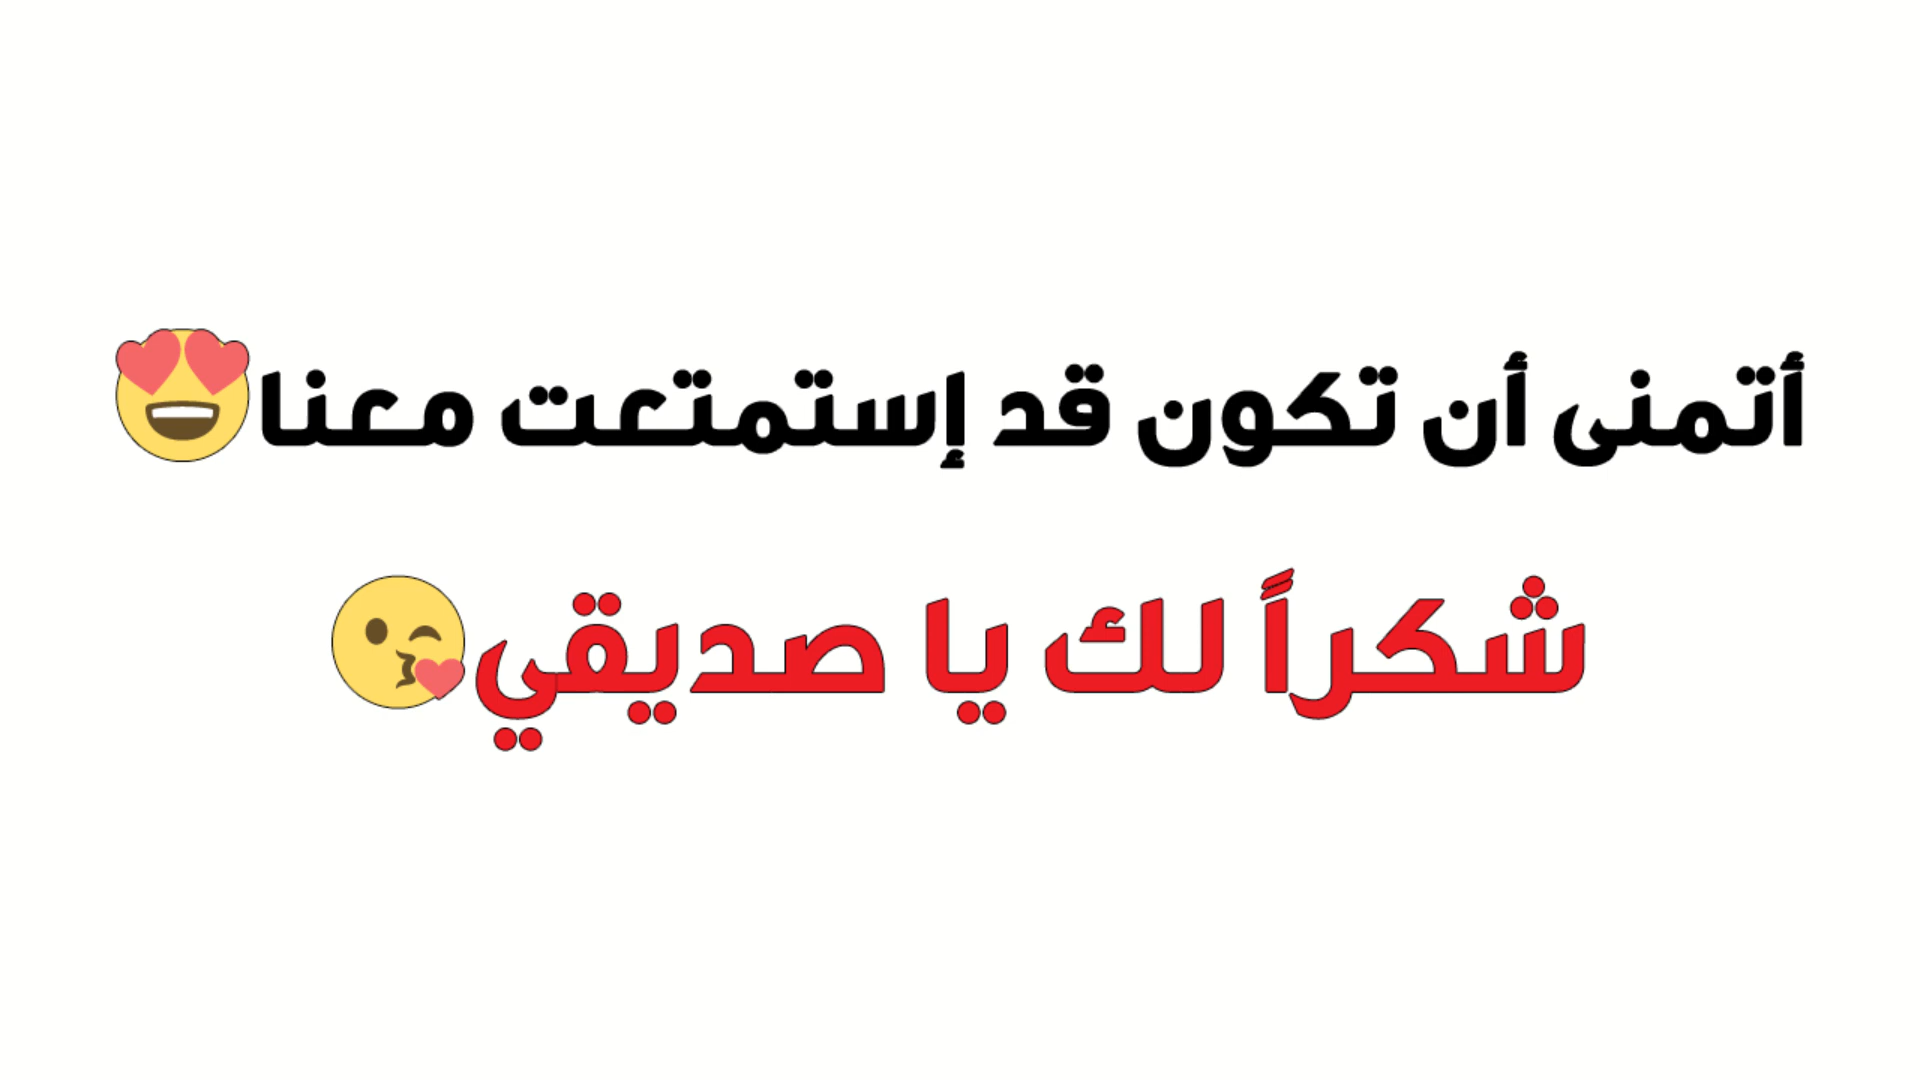 أتمنى أن تكون قد إستمتعت معنا😍
شكراً لك يا صديقي😘